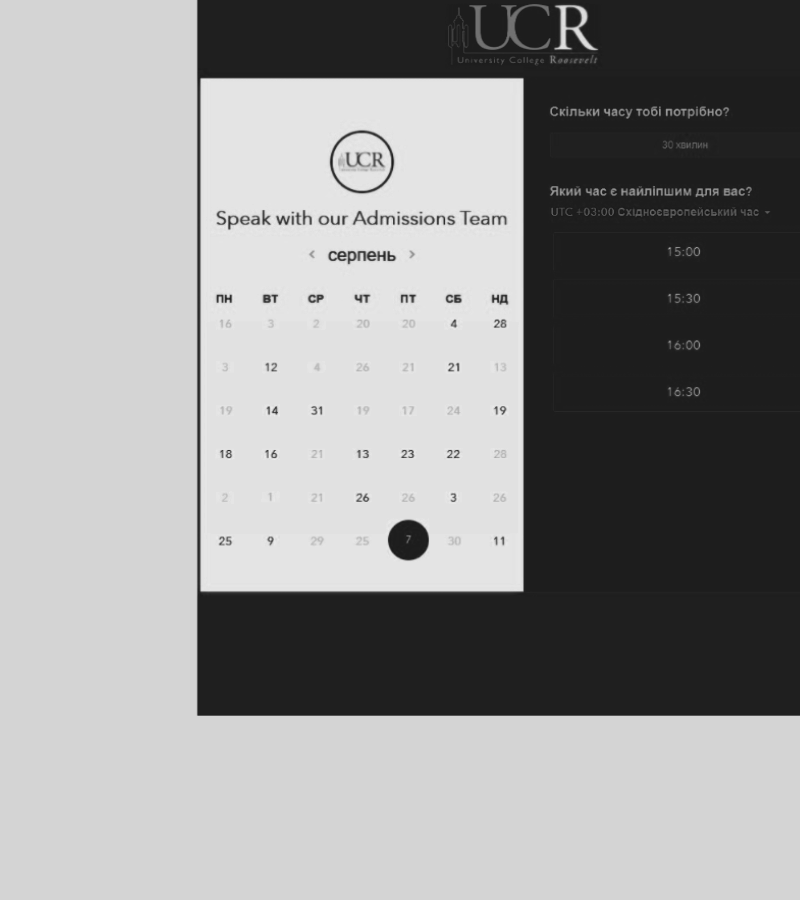 UCR
University College Roosevelt
UCR
Speak with our Admissions Team
< серпень >
ПН ВТ СР ЧТ ПТ СБ НД
16 3 2 20 20 4 28
3 12 4 26 21 21 13
19 14 31 19 17 24 19
18 16 21 13 23 22 28
2 1 21 26 26 3 26
25 9 29 25 7 30 11
Скільки часу тобі потрібно?
30 хвилин
Який час є найліпшим для вас?
UTC +03:00 Східноєвропейський час
15:00
15:30
16:00
16:30